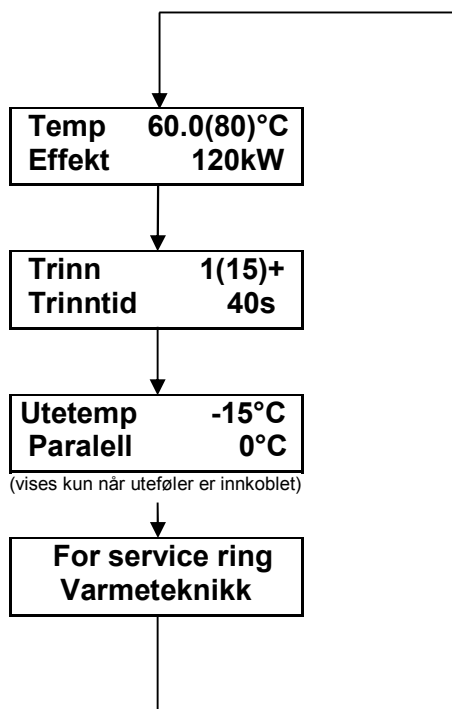 Temp 60.0(80)°C
Effekt 120kW
Trinn 1(15)+
Trinntid 40s
Utetemp -15°C
Paralell 0°C
(vises kun når uteføler er innkoblet)
For service ring
Varmeteknikk